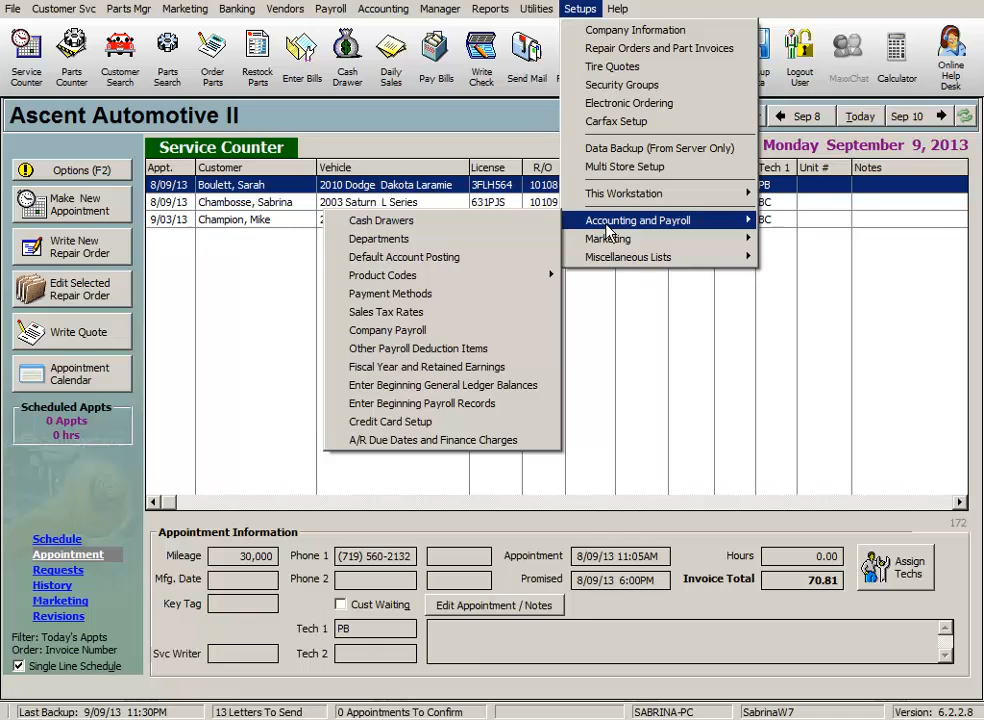 File Customer Svc Parts Mgr Marketing Banking Vendors Payroll Accounting Manager Reports Utilities Setups Help
Service Counter
Parts Counter
Customer Search
Parts Search
Order Parts
Restock Parts
Enter Bills
Cash Drawer
Daily Sales
Pay Bills
Write Check
Send Mail
Logout User
MaxxChat
Calculator
Online Help Desk
Company Information
Repair Orders and Part Invoices
Tire Quotes
Security Groups
Electronic Ordering
Carfax Setup
Data Backup (From Server Only)
Multi Store Setup
This Workstation
Accounting and Payroll
Marketing
Miscellaneous Lists
Ascent Automotive II
Sep 8 Today Sep 10
Service Counter
Monday September 9, 2013
Appt. Customer Vehicle License R/O Tech 1 Unit # Notes
8/09/13 Boulett, Sarah 2010 Dodge Dakota Laramie 3FLH564 10108 PB
8/09/13 Chambosse, Sabrina 2003 Saturn L Series 631PJS 10109 BC
9/03/13 Champion, Mike 2 BC
Cash Drawers
Departments
Default Account Posting
Product Codes
Payment Methods
Sales Tax Rates
Company Payroll
Other Payroll Deduction Items
Fiscal Year and Retained Earnings
Enter Beginning General Ledger Balances
Enter Beginning Payroll Records
Credit Card Setup
A/R Due Dates and Finance Charges
Options (F2)
Make New Appointment
Write New Repair Order
Edit Selected Repair Order
Write Quote
Appointment Calendar
Scheduled Appts
0 Appts
0 hrs
Schedule
Appointment
Requests
History
Marketing
Revisions
Filter: Today's Appts
Order: Invoice Number
Single Line Schedule
172
Appointment Information
Mileage 30,000 Phone 1 (719) 560-2132 Appointment 8/09/13 11:05AM Hours 0.00
Mfg. Date Phone 2 Promised 8/09/13 6:00PM Invoice Total 70.81
Assign Techs
Key Tag Cust Waiting Edit Appointment / Notes
Tech 1 PB
Svc Writer Tech 2
Last Backup: 9/09/13 11:30PM 13 Letters To Send 0 Appointments To Confirm SABRINA-PC SabrinaW7 Version: 6.2.2.8